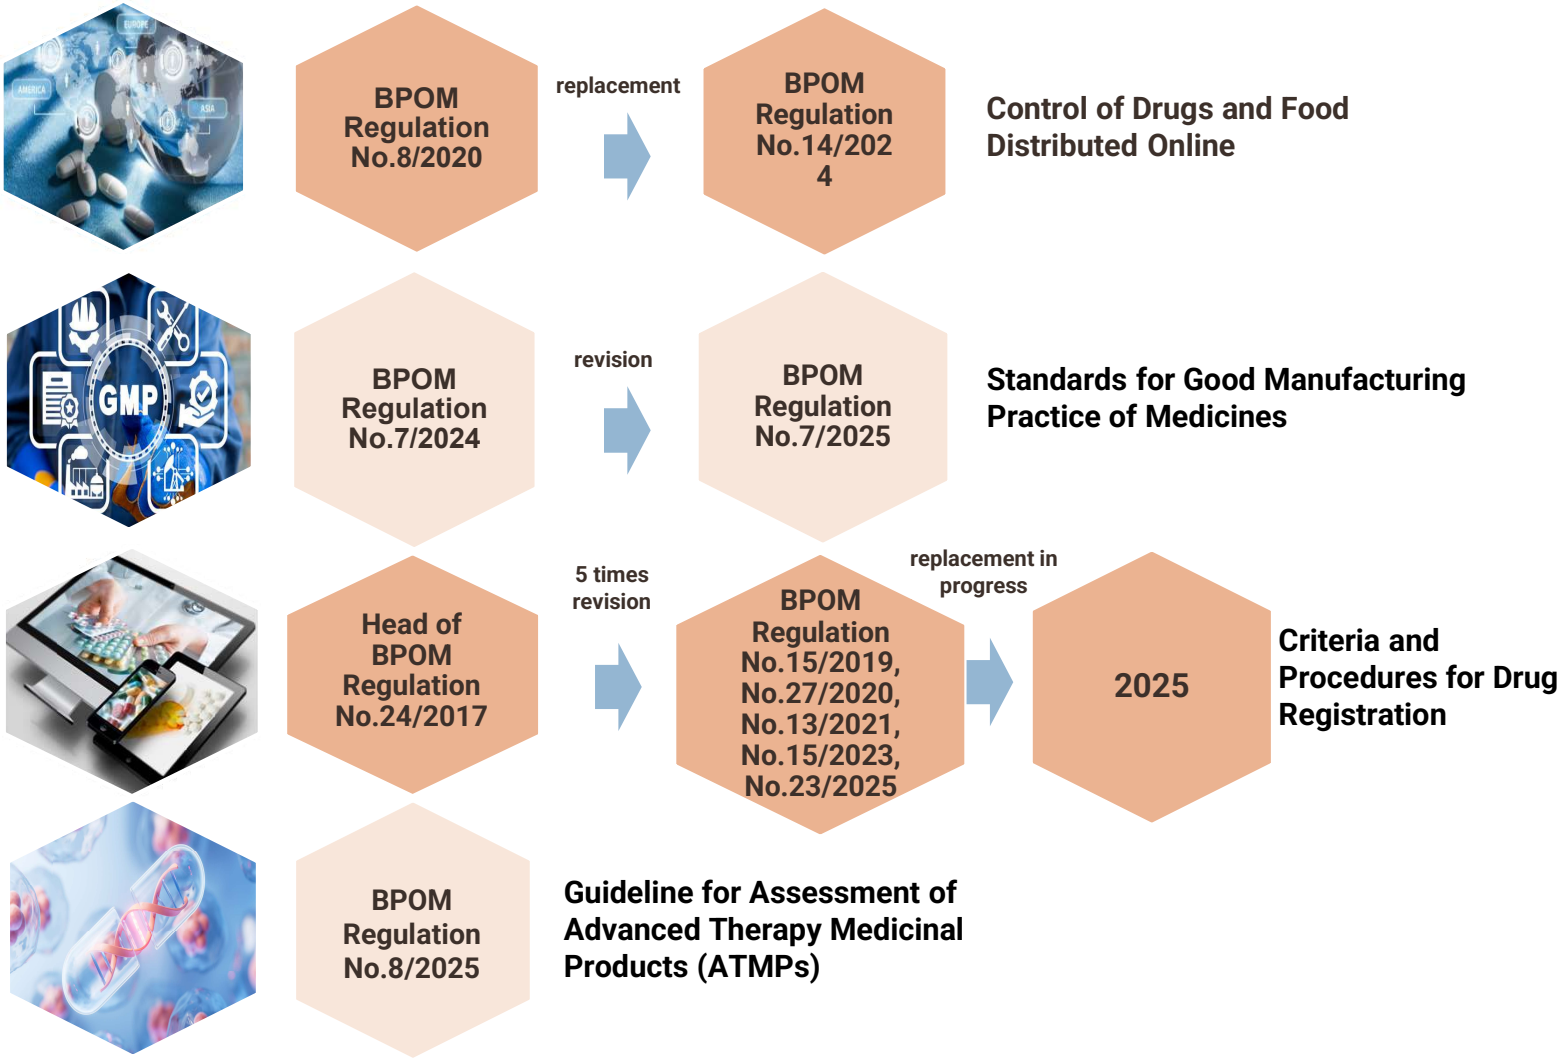 EUROPE
AMERICA
ASIA
BPOM
Regulation
No.8/2020
replacement
BPOM
Regulation
No.14/202
4
Control of Drugs and Food
Distributed Online
GMP
BPOM
Regulation
No.7/2024
revision
BPOM
Regulation
No.7/2025
Standards for Good Manufacturing
Practice of Medicines
Head of
BPOM
Regulation
No.24/2017
5 times
revision
BPOM
Regulation
No.15/2019,
No.27/2020,
No.13/2021,
No.15/2023,
No.23/2025
replacement in
progress
2025
Criteria and
Procedures for Drug
Registration
BPOM
Regulation
No.8/2025
Guideline for Assessment of
Advanced Therapy Medicinal
Products (ATMPs)